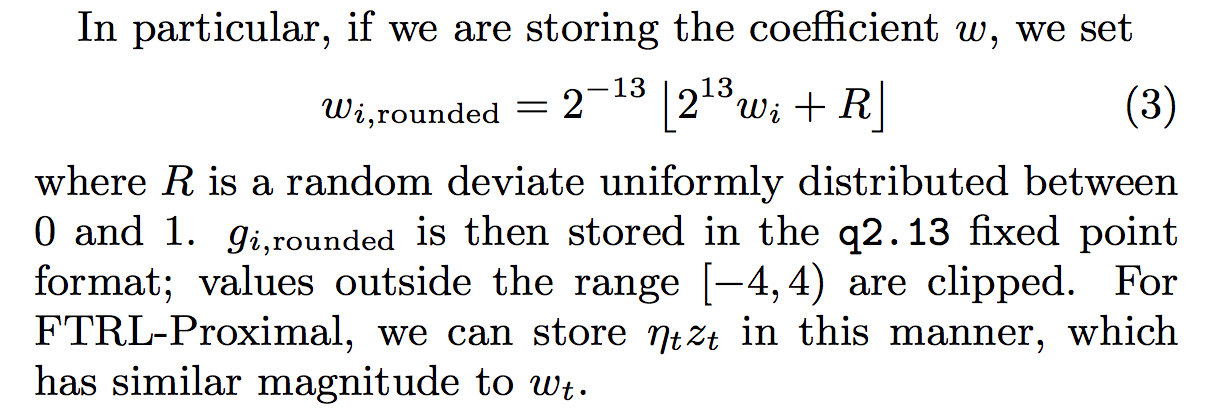 In particular, if we are storing the coefficient w, we set
w_{i,rounded} = 2^{−13} ⌊2^{13} w_i + R⌋ (3)
where R is a random deviate uniformly distributed between
0 and 1. g_{i,rounded} is then stored in the q2.13 fixed point
format; values outside the range [−4, 4) are clipped. For
FTRL-Proximal, we can store η_t z_t in this manner, which
has similar magnitude to w_t.